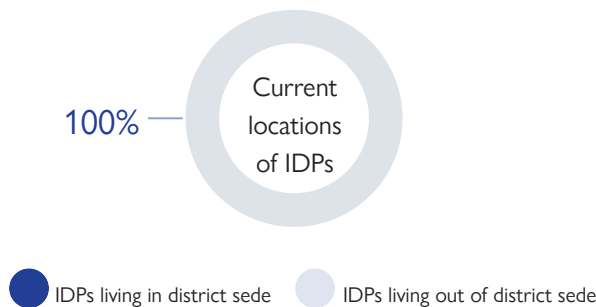 Current
locations
of IDPs
100%
IDPs living in district sede
IDPs living out of district sede